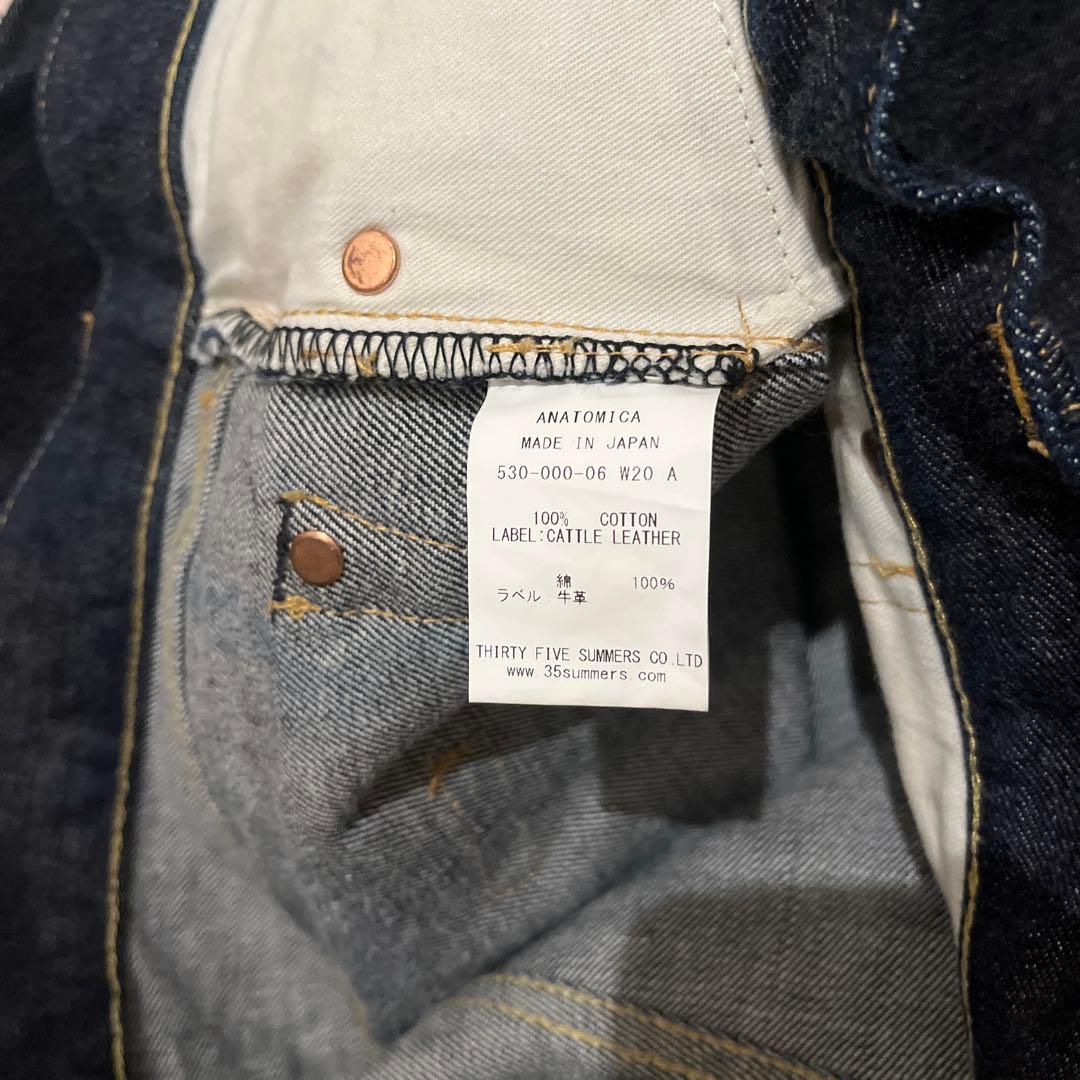 ANATOMICA
MADE IN JAPAN
530-000-06 W20 A
100% COTTON
LABEL:CATTLE LEATHER
綿 100%
ラベル:牛革
THIRTY FIVE SUMMERS CO.LTD
www.35summers.com